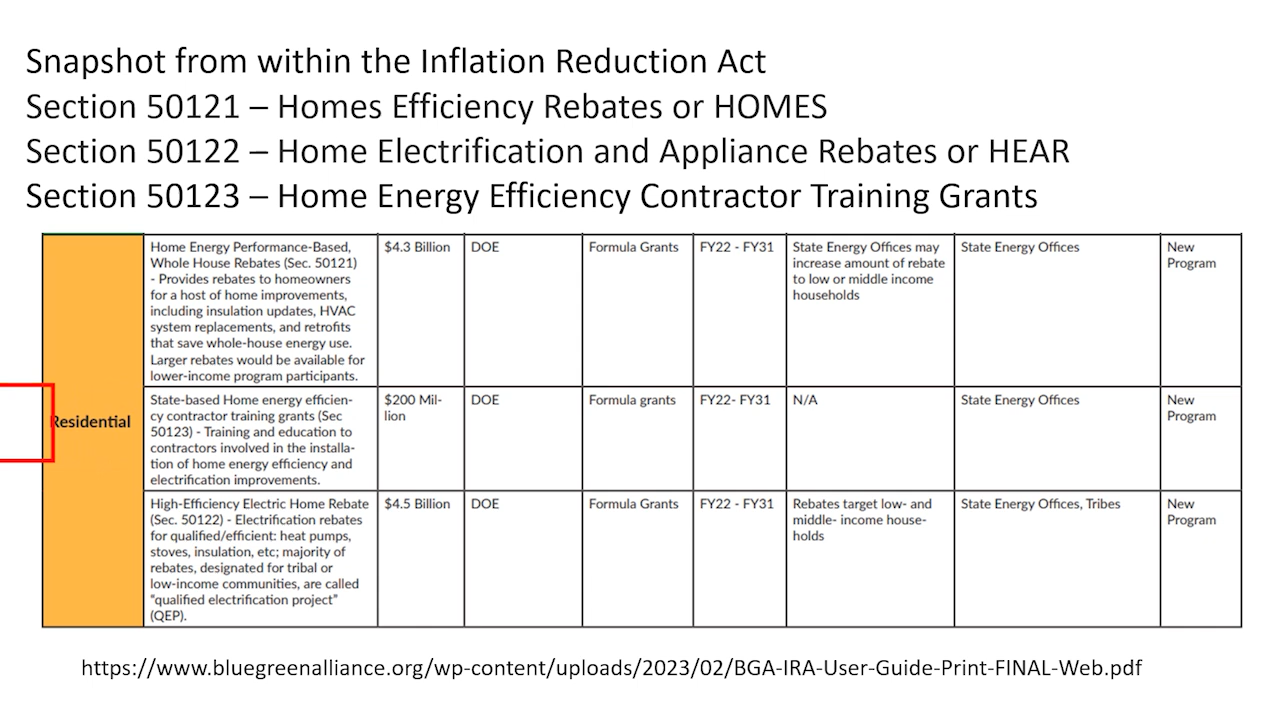 Snapshot from within the Inflation Reduction Act
Section 50121 – Homes Efficiency Rebates or HOMES
Section 50122 – Home Electrification and Appliance Rebates or HEAR
Section 50123 – Home Energy Efficiency Contractor Training Grants
Residential
Home Energy Performance-Based,
Whole House Rebates (Sec. 50121)
- Provides rebates to homeowners
for a host of home improvements,
including insulation updates, HVAC
system replacements, and retrofits
that save whole-house energy use.
Larger rebates would be available for
lower-income program participants.
$4.3 Billion
DOE
Formula Grants
FY22 - FY31
State Energy Offices may
increase amount of rebate
to low or middle income
households
State Energy Offices
New
Program
State-based Home energy efficien-
cy contractor training grants (Sec
50123) - Training and education to
contractors involved in the installa-
tion of home energy efficiency and
electrification improvements.
$200 Mil-
lion
DOE
Formula grants
FY22- FY31
N/A
State Energy Offices
New
Program
High-Efficiency Electric Home Rebate
(Sec. 50122) - Electrification rebates
for qualified/efficient: heat pumps,
stoves, insulation, etc; majority of
rebates, designated for tribal or
low-income communities, are called
"qualified electrification project"
(QEP).
$4.5 Billion
DOE
Formula Grants
FY22 - FY31
Rebates target low- and
middle- income house-
holds
State Energy Offices, Tribes
New
Program
https://www.bluegreenalliance.org/wp-content/uploads/2023/02/BGA-IRA-User-Guide-Print-FINAL-Web.pdf